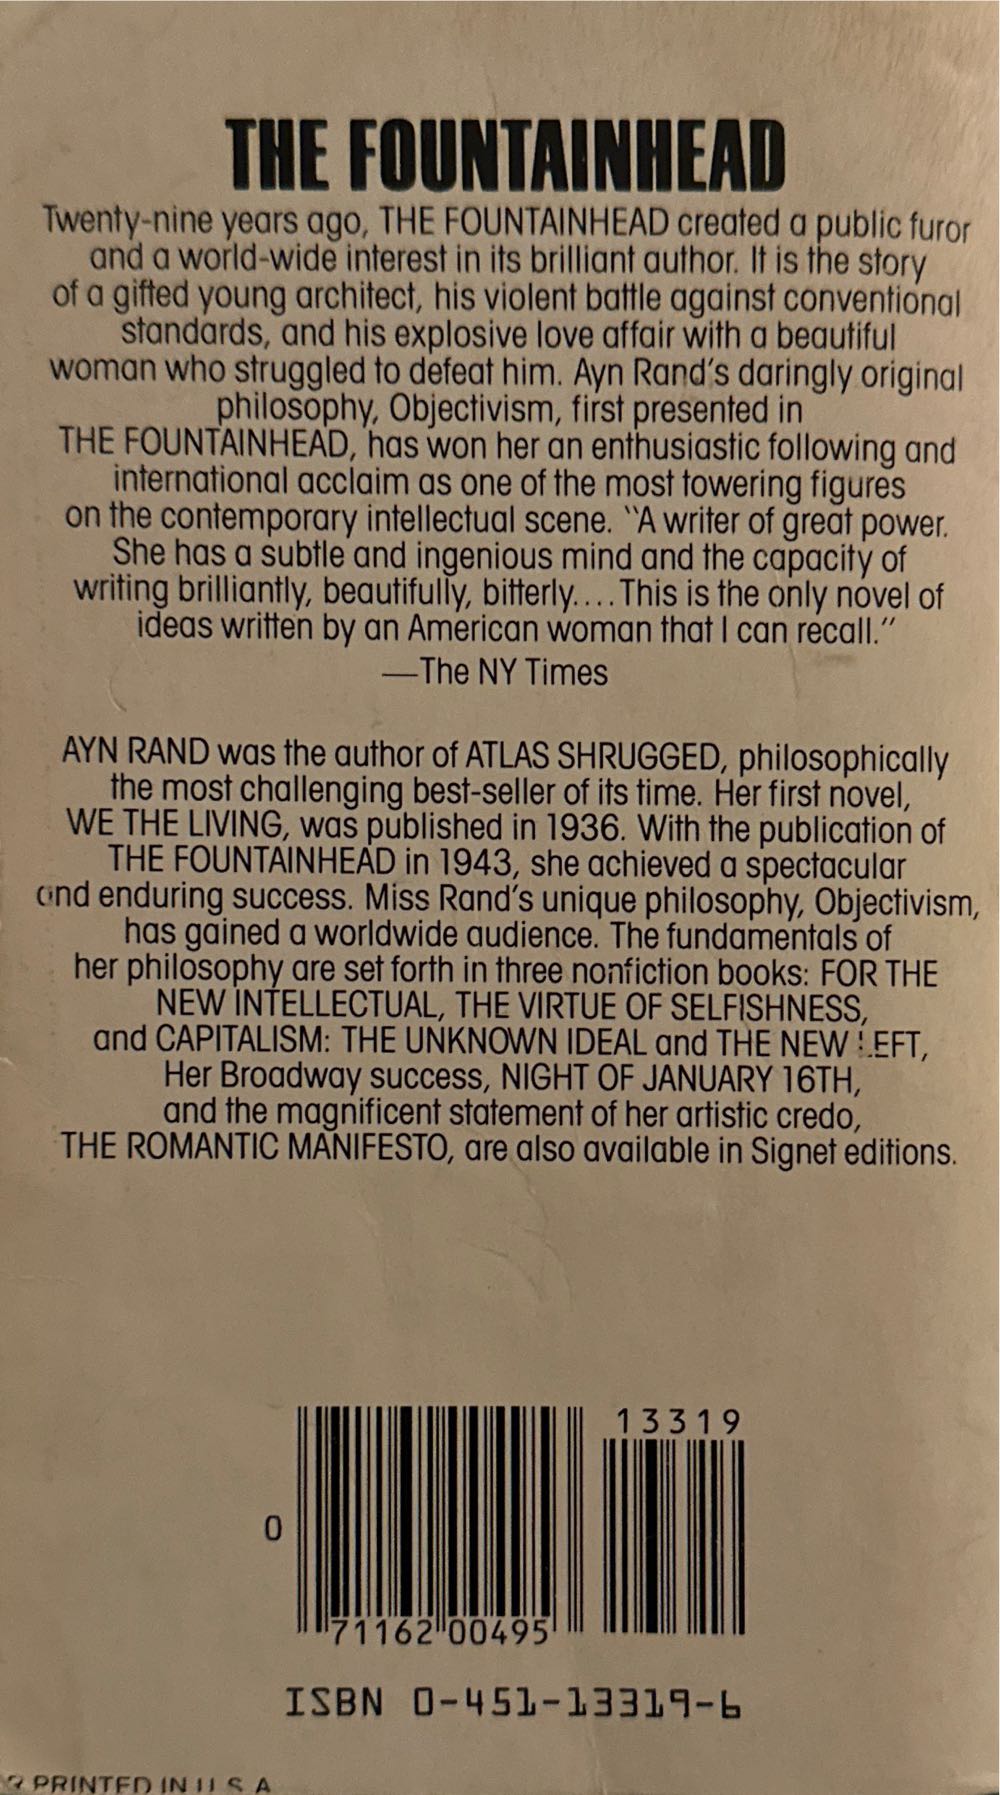 THE FOUNTAINHEAD
Twenty-nine years ago, THE FOUNTAINHEAD created a public furor
and a world-wide interest in its brilliant author. It is the story
of a gifted young architect, his violent battle against conventional
standards, and his explosive love affair with a beautiful
woman who struggled to defeat him. Ayn Rand's daringly original
philosophy, Objectivism, first presented in
THE FOUNTAINHEAD, has won her an enthusiastic following and
international acclaim as one of the most towering figures
on the contemporary intellectual scene. "A writer of great power.
She has a subtle and ingenious mind and the capacity of
writing brilliantly, beautifully, bitterly.... This is the only novel of
ideas written by an American woman that I can recall."
—The NY Times
AYN RAND was the author of ATLAS SHRUGGED, philosophically
the most challenging best-seller of its time. Her first novel,
WE THE LIVING, was published in 1936. With the publication of
THE FOUNTAINHEAD in 1943, she achieved a spectacular
and enduring success. Miss Rand's unique philosophy, Objectivism,
has gained a worldwide audience. The fundamentals of
her philosophy are set forth in three nonfiction books: FOR THE
NEW INTELLECTUAL, THE VIRTUE OF SELFISHNESS,
and CAPITALISM: THE UNKNOWN IDEAL and THE NEW LEFT,
Her Broadway success, NIGHT OF JANUARY 16TH,
and the magnificent statement of her artistic credo,
THE ROMANTIC MANIFESTO, are also available in Signet editions.
13319
0
71162 00495
ISBN 0-451-13319-6
PRINTED IN U S A